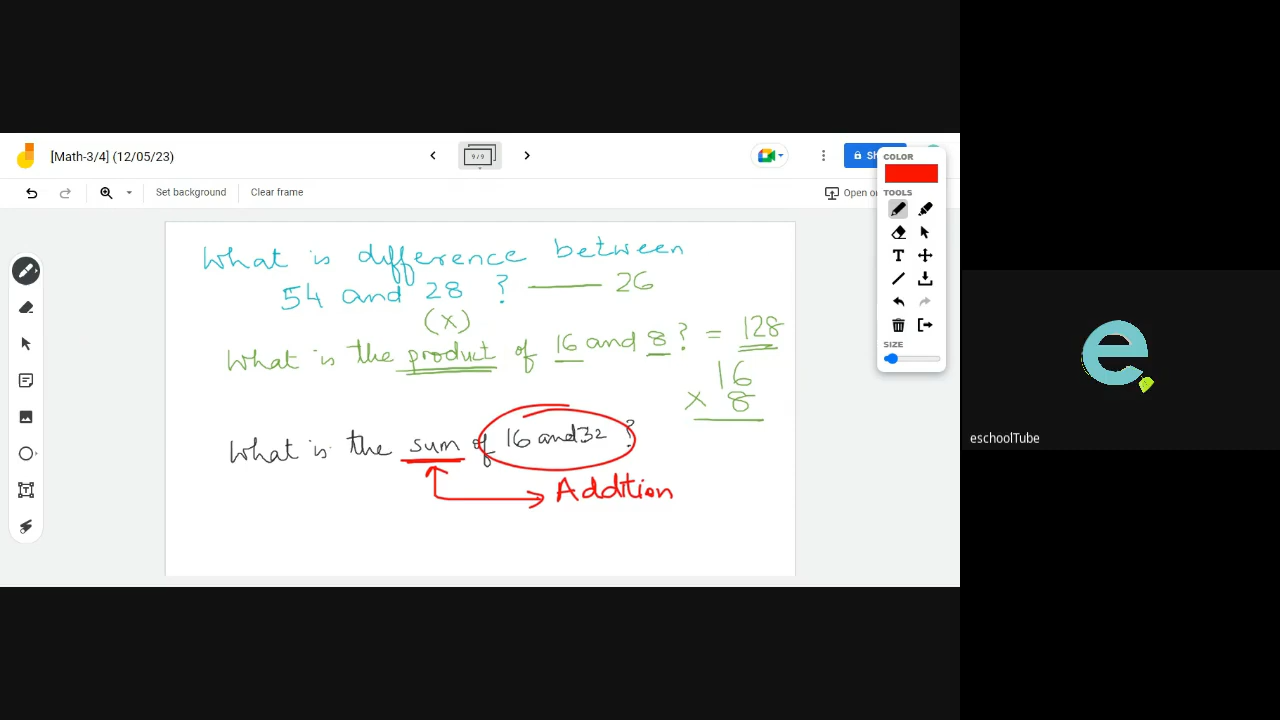 [Math-3/4] (12/05/23)
9 / 9
Set background
Clear frame
COLOR
TOOLS
T
SIZE
What is difference between
54 and 28 ? —— 26
(x)
What is the product of 16 and 8 ? = 128
16
x 8
What is the sum of 16 and 32 ?
Addition
eschoolTube